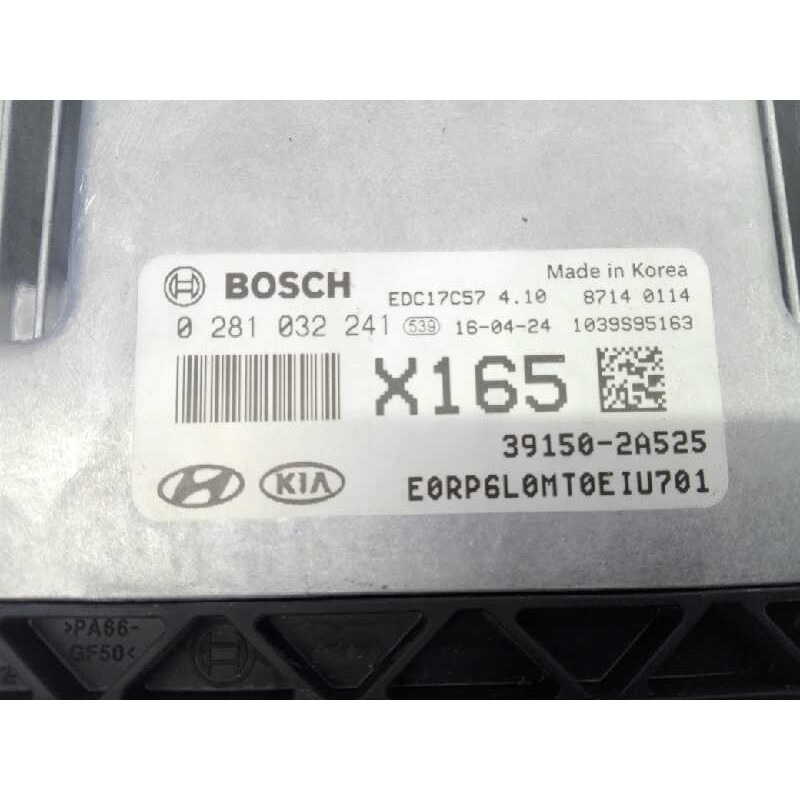 BOSCH
Made in Korea
EDC17C57 4.10 8714 0114
0 281 032 241 539 16-04-24 1039S95163
X165
39150-2A525
KIA
E0RP6L0MT0EIU701
>PA66-
GF50<